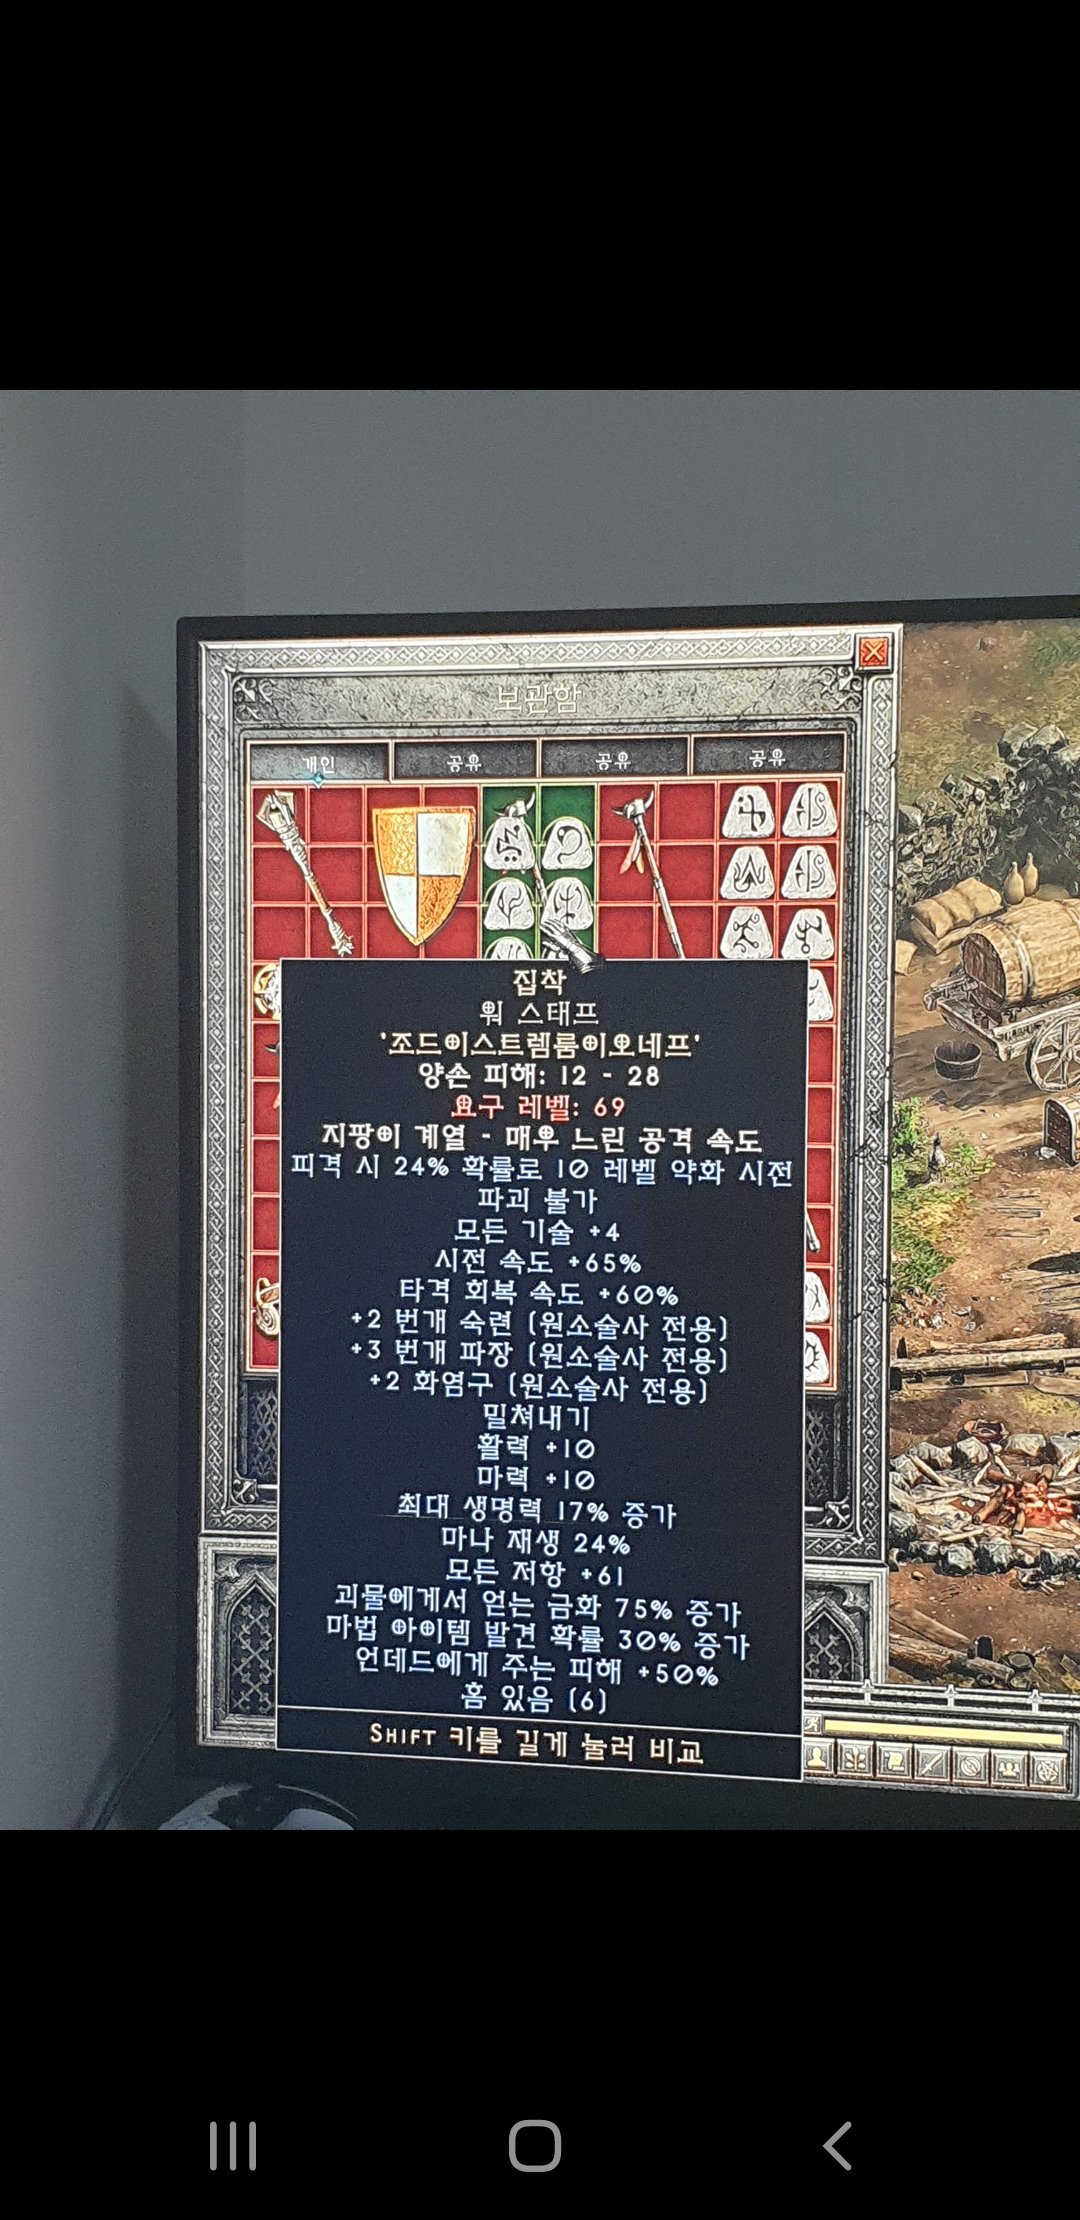 보관함
개인
공유
공유
공유
집착
워 스태프
'조드이스트렘룸이오네프'
양손 피해: 12 - 28
요구 레벨: 69
지팡이 계열 - 매우 느린 공격 속도
피격 시 24% 확률로 10 레벨 약화 시전
파괴 불가
모든 기술 +4
시전 속도 +65%
타격 회복 속도 +60%
+2 번개 숙련 (원소술사 전용)
+3 번개 파장 (원소술사 전용)
+2 화염구 (원소술사 전용)
밀쳐내기
활력 +10
마력 +10
최대 생명력 17% 증가
마나 재생 24%
모든 저항 +61
괴물에게서 얻는 금화 75% 증가
마법 아이템 발견 확률 30% 증가
언데드에게 주는 피해 +50%
홈 있음 (6)
SHIFT 키를 길게 눌러 비교